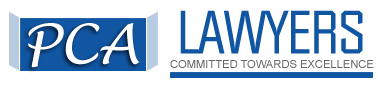 PCA
LAWYERS
COMMITTED TOWARDS EXCELLENCE